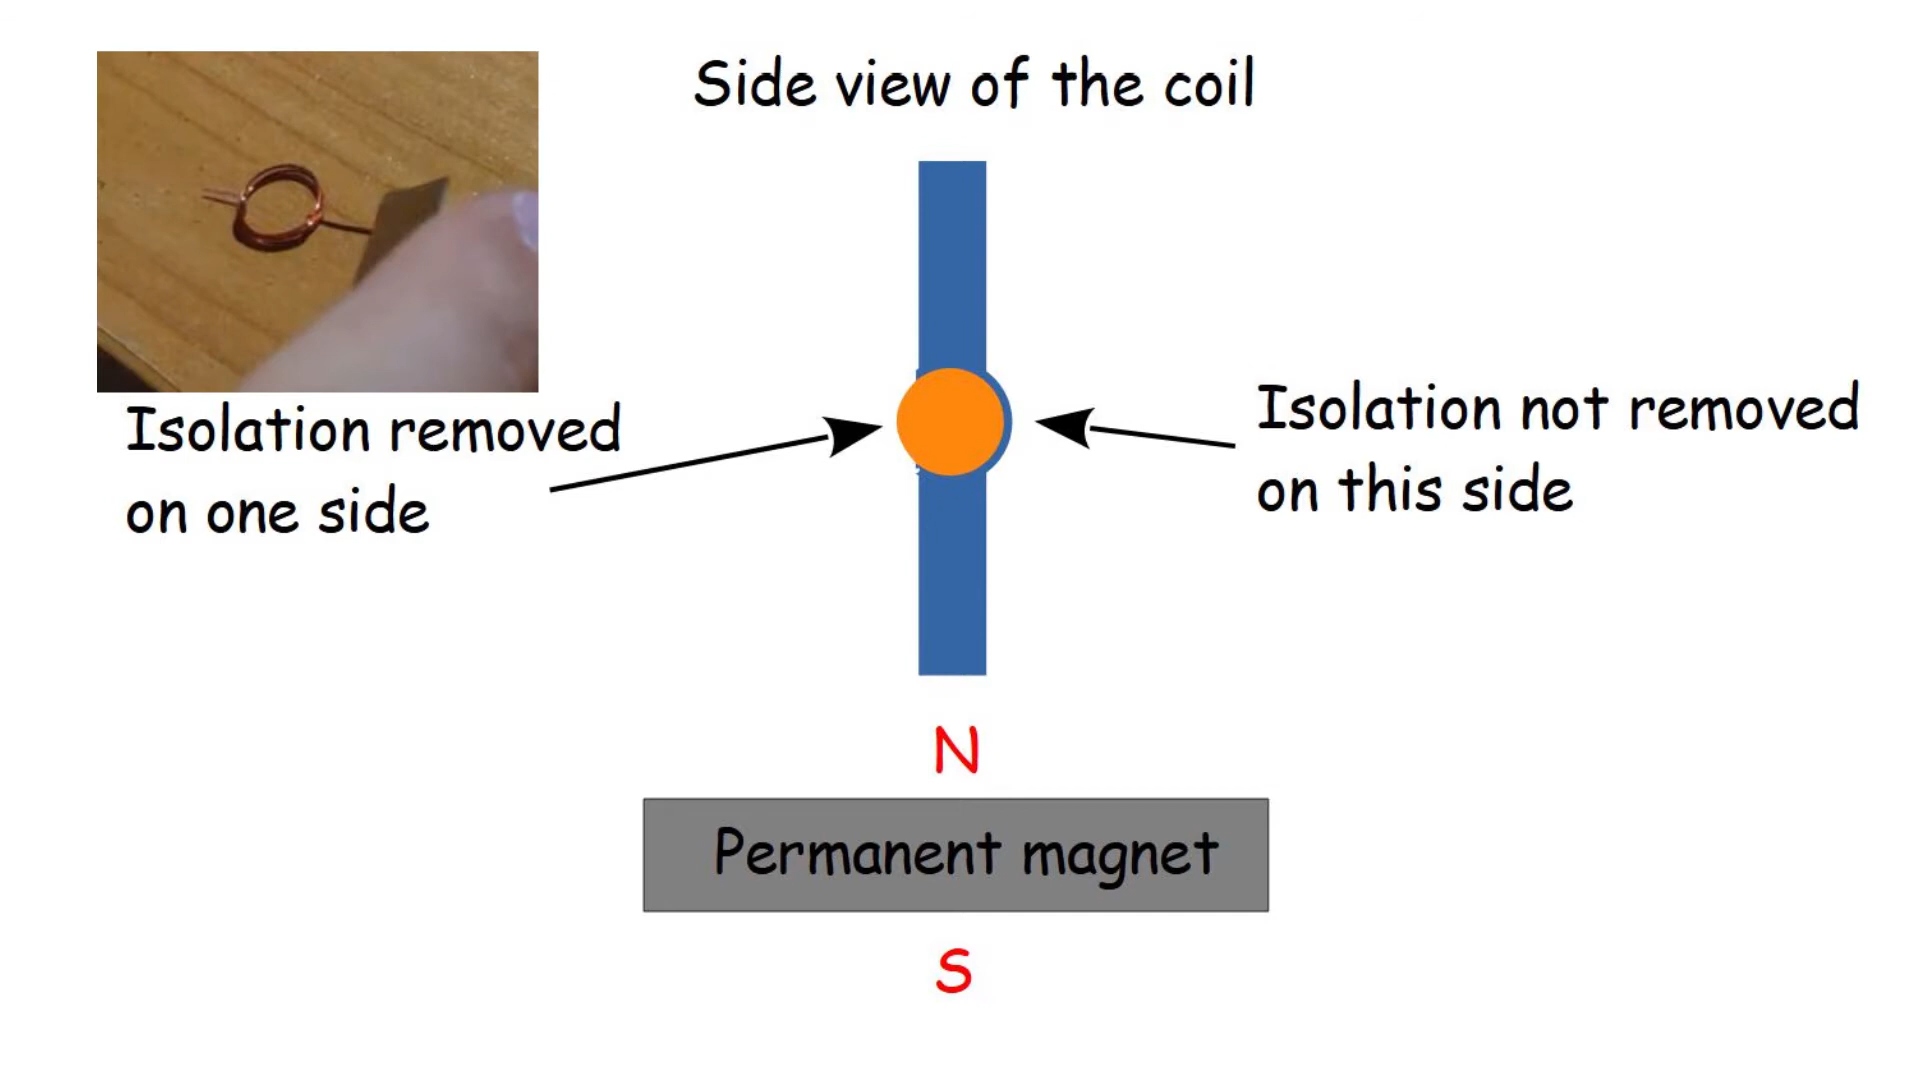 Side view of the coil
Isolation removed
on one side
Isolation not removed
on this side
N
Permanent magnet
S